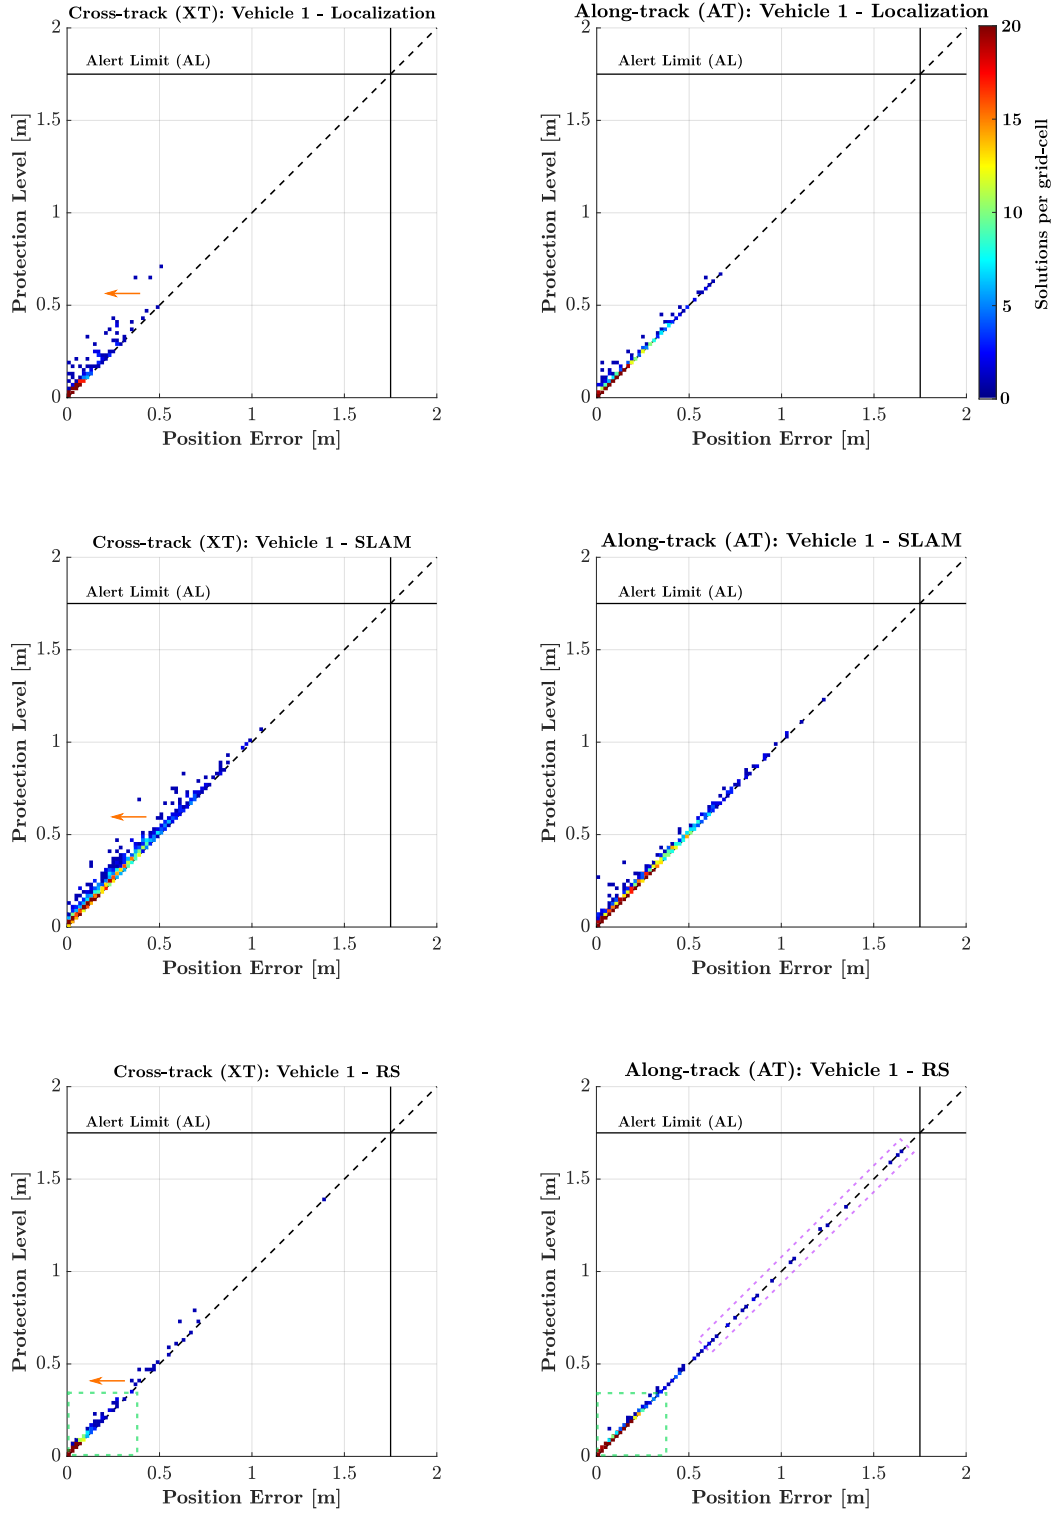 Cross-track (XT): Vehicle 1 - Localization
2
1.5
1
0.5
0
Alert Limit (AL)
Protection Level [m]
0 0.5 1 1.5 2
Position Error [m]
Along-track (AT): Vehicle 1 - Localization
2
1.5
1
0.5
0
Alert Limit (AL)
Protection Level [m]
0 0.5 1 1.5 2
Position Error [m]
20
15
10
5
0
Solutions per grid-cell
Cross-track (XT): Vehicle 1 - SLAM
2
1.5
1
0.5
0
Alert Limit (AL)
Protection Level [m]
0 0.5 1 1.5 2
Position Error [m]
Along-track (AT): Vehicle 1 - SLAM
2
1.5
1
0.5
0
Alert Limit (AL)
Protection Level [m]
0 0.5 1 1.5 2
Position Error [m]
Cross-track (XT): Vehicle 1 - RS
2
1.5
1
0.5
0
Alert Limit (AL)
Protection Level [m]
0 0.5 1 1.5 2
Position Error [m]
Along-track (AT): Vehicle 1 - RS
2
1.5
1
0.5
0
Alert Limit (AL)
Protection Level [m]
0 0.5 1 1.5 2
Position Error [m]